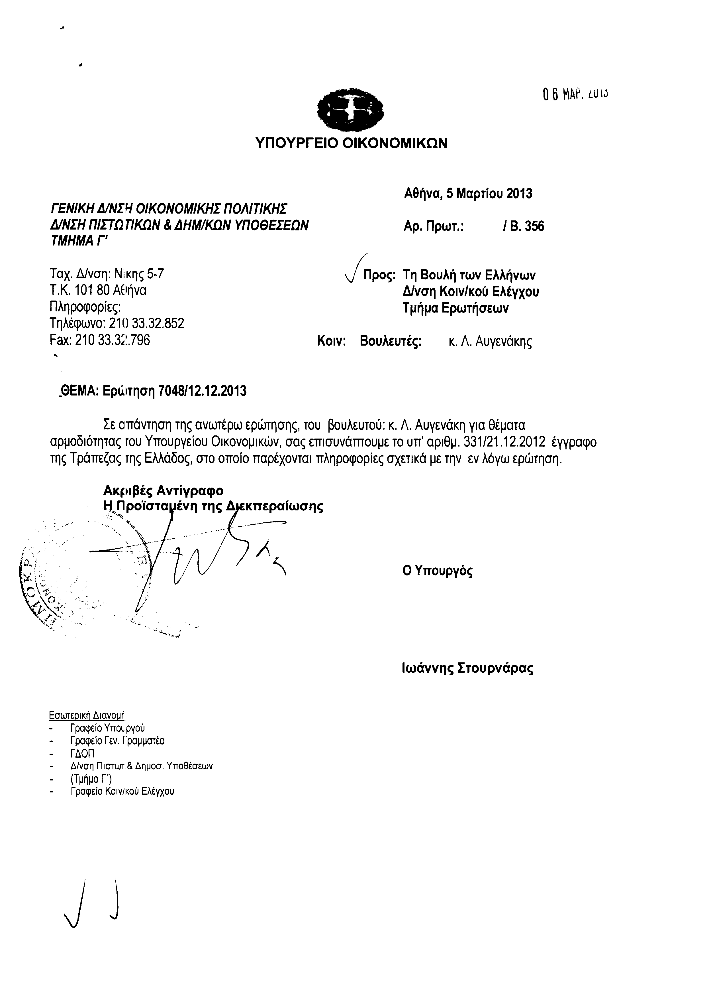 06 ΜΑΡ. 2013
ΥΠΟΥΡΓΕΙΟ ΟΙΚΟΝΟΜΙΚΩΝ
Αθήνα, 5 Μαρτίου 2013
ΓΕΝΙΚΗ Δ/ΝΣΗ ΟΙΚΟΝΟΜΙΚΗΣ ΠΟΛΙΤΙΚΗΣ
Δ/ΝΣΗ ΠΙΣΤΩΤΙΚΩΝ & ΔΗΜ/ΚΩΝ ΥΠΟΘΕΣΕΩΝ
ΤΜΗΜΑ Γ'
Αρ. Πρωτ.: / Β. 356
Ταχ. Δ/νση: Νίκης 5-7
Τ.Κ. 101 80 Αθήνα
Πληροφορίες:
Τηλέφωνο: 210 33.32.852
Fax: 210 33.32.796
Προς: Τη Βουλή των Ελλήνων
Δ/νση Κοιν/κού Ελέγχου
Τμήμα Ερωτήσεων
Κοιν: Βουλευτές: κ. Λ. Αυγενάκης
ΘΕΜΑ: Ερώτηση 7048/12.12.2013
Σε απάντηση της ανωτέρω ερώτησης, του βουλευτού: κ. Λ. Αυγενάκη για θέματα
αρμοδιότητας του Υπουργείου Οικονομικών, σας επισυνάπτουμε το υπ' αριθμ. 331/21.12.2012 έγγραφο
της Τράπεζας της Ελλάδος, στο οποίο παρέχονται πληροφορίες σχετικά με την εν λόγω ερώτηση.
Ακριβές Αντίγραφο
Η Προϊσταμένη της Διεκπεραίωσης
Ο Υπουργός
Ιωάννης Στουρνάρας
Εσωτερική Διανομή
- Γραφείο Υπουργού
- Γραφείο Γεν. Γραμματέα
- ΓΔΟΠ
- Δ/νση Πιστωτ.& Δημοσ. Υποθέσεων
- (Τμήμα Γ')
- Γραφείο Κοιν/κού Ελέγχου